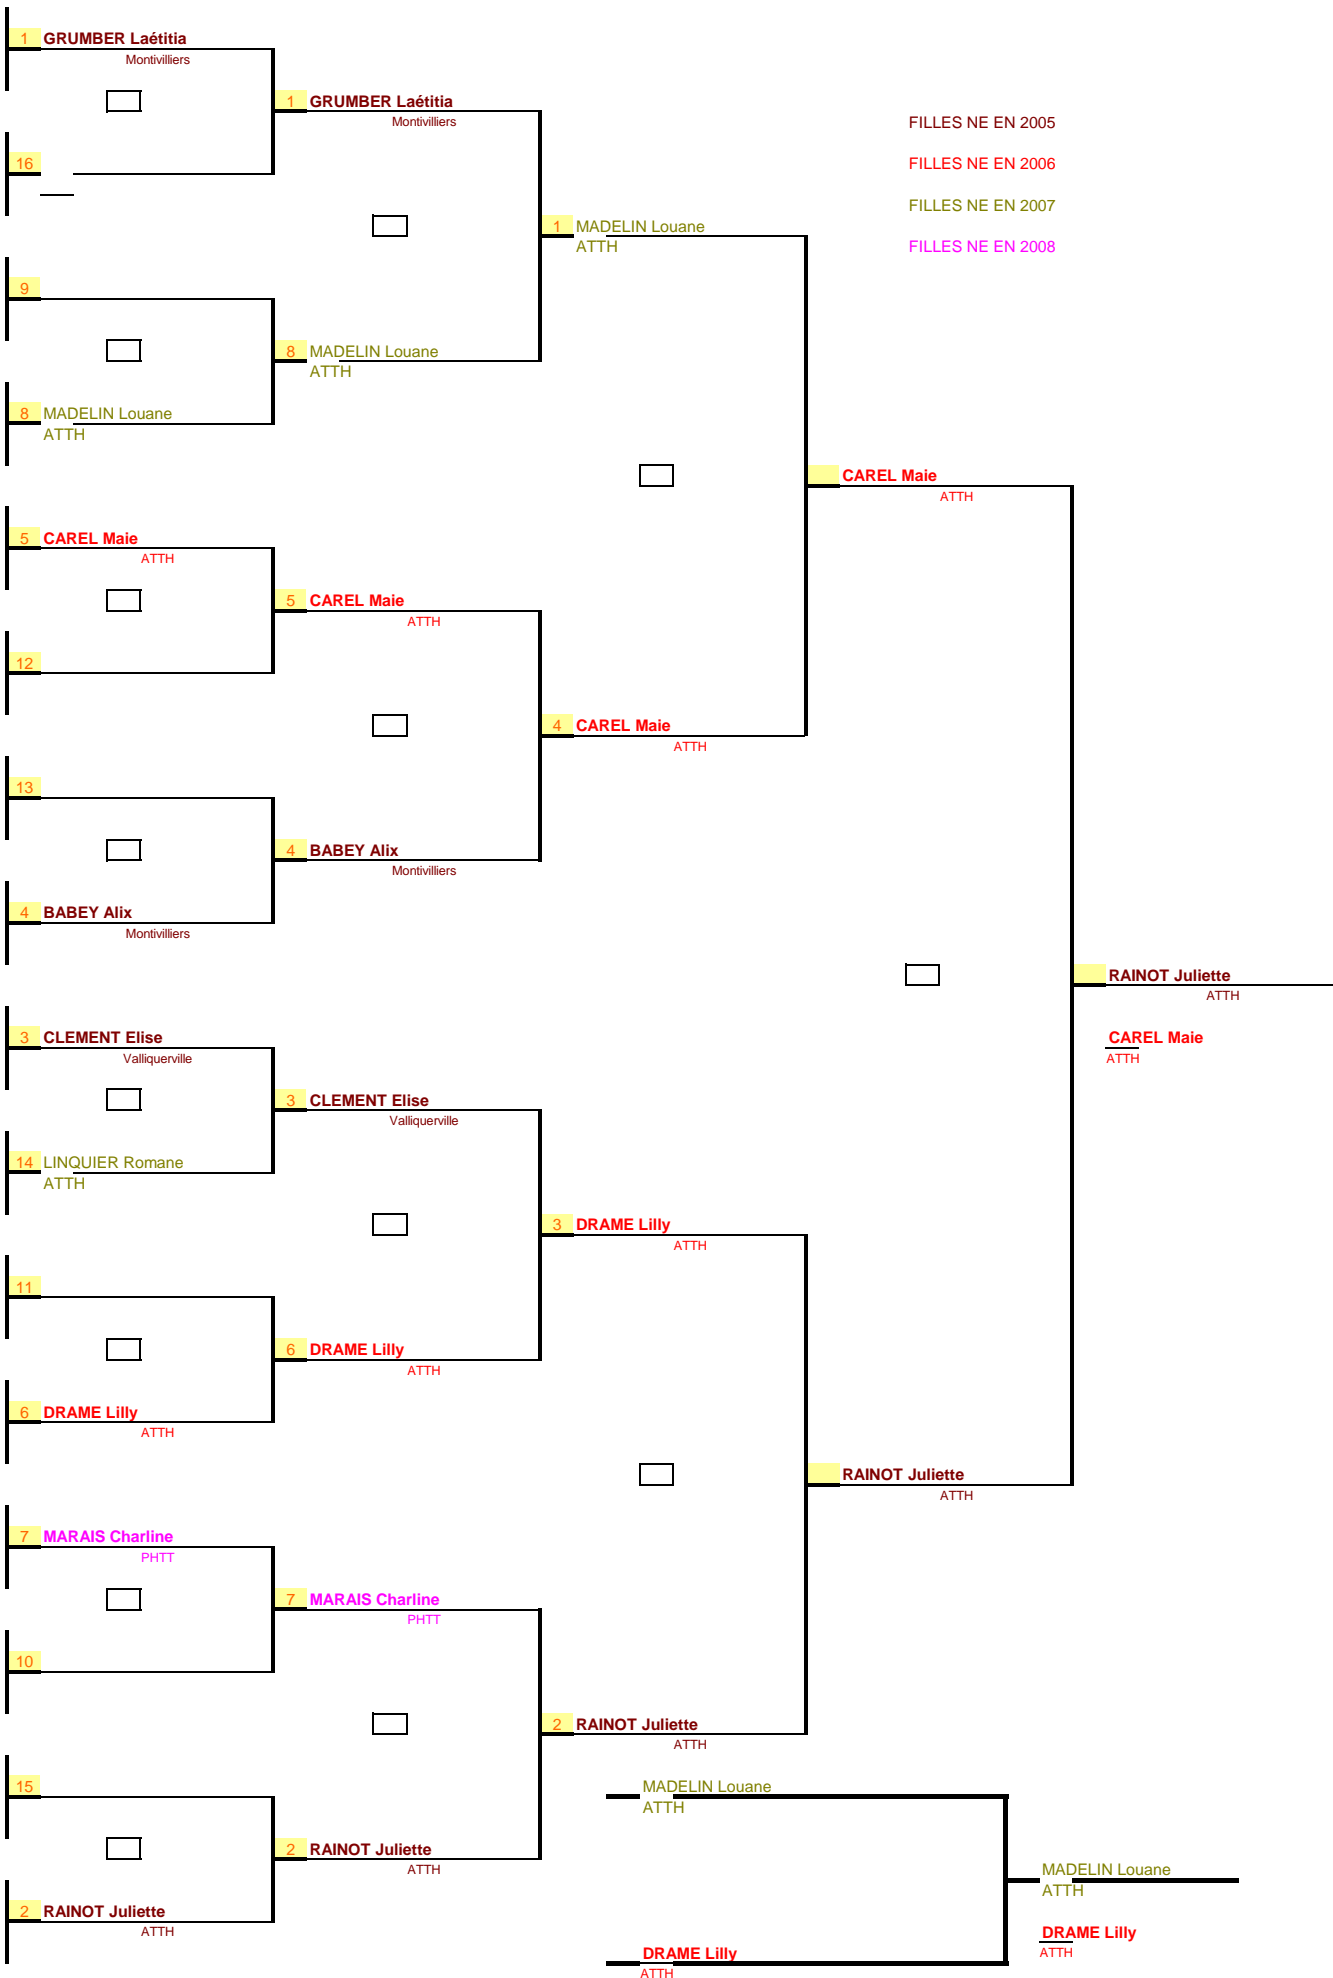 1 GRUMBER Laétitia
Montivilliers
1 GRUMBER Laétitia
Montivilliers
FILLES NE EN 2005
16
FILLES NE EN 2006
FILLES NE EN 2007
1 MADELIN Louane
ATTH
FILLES NE EN 2008
9
8 MADELIN Louane
ATTH
8 MADELIN Louane
ATTH
CAREL Maie
ATTH
5 CAREL Maie
ATTH
5 CAREL Maie
ATTH
12
4 CAREL Maie
ATTH
13
4 BABEY Alix
Montivilliers
4 BABEY Alix
Montivilliers
RAINOT Juliette
ATTH
3 CLEMENT Elise
Valliquerville
CAREL Maie
ATTH
3 CLEMENT Elise
Valliquerville
14 LINQUIER Romane
ATTH
3 DRAME Lilly
ATTH
11
6 DRAME Lilly
ATTH
6 DRAME Lilly
ATTH
RAINOT Juliette
ATTH
7 MARAIS Charline
PHTT
7 MARAIS Charline
PHTT
10
2 RAINOT Juliette
ATTH
15
MADELIN Louane
ATTH
2 RAINOT Juliette
ATTH
MADELIN Louane
ATTH
2 RAINOT Juliette
ATTH
DRAME Lilly
ATTH
DRAME Lilly
ATTH